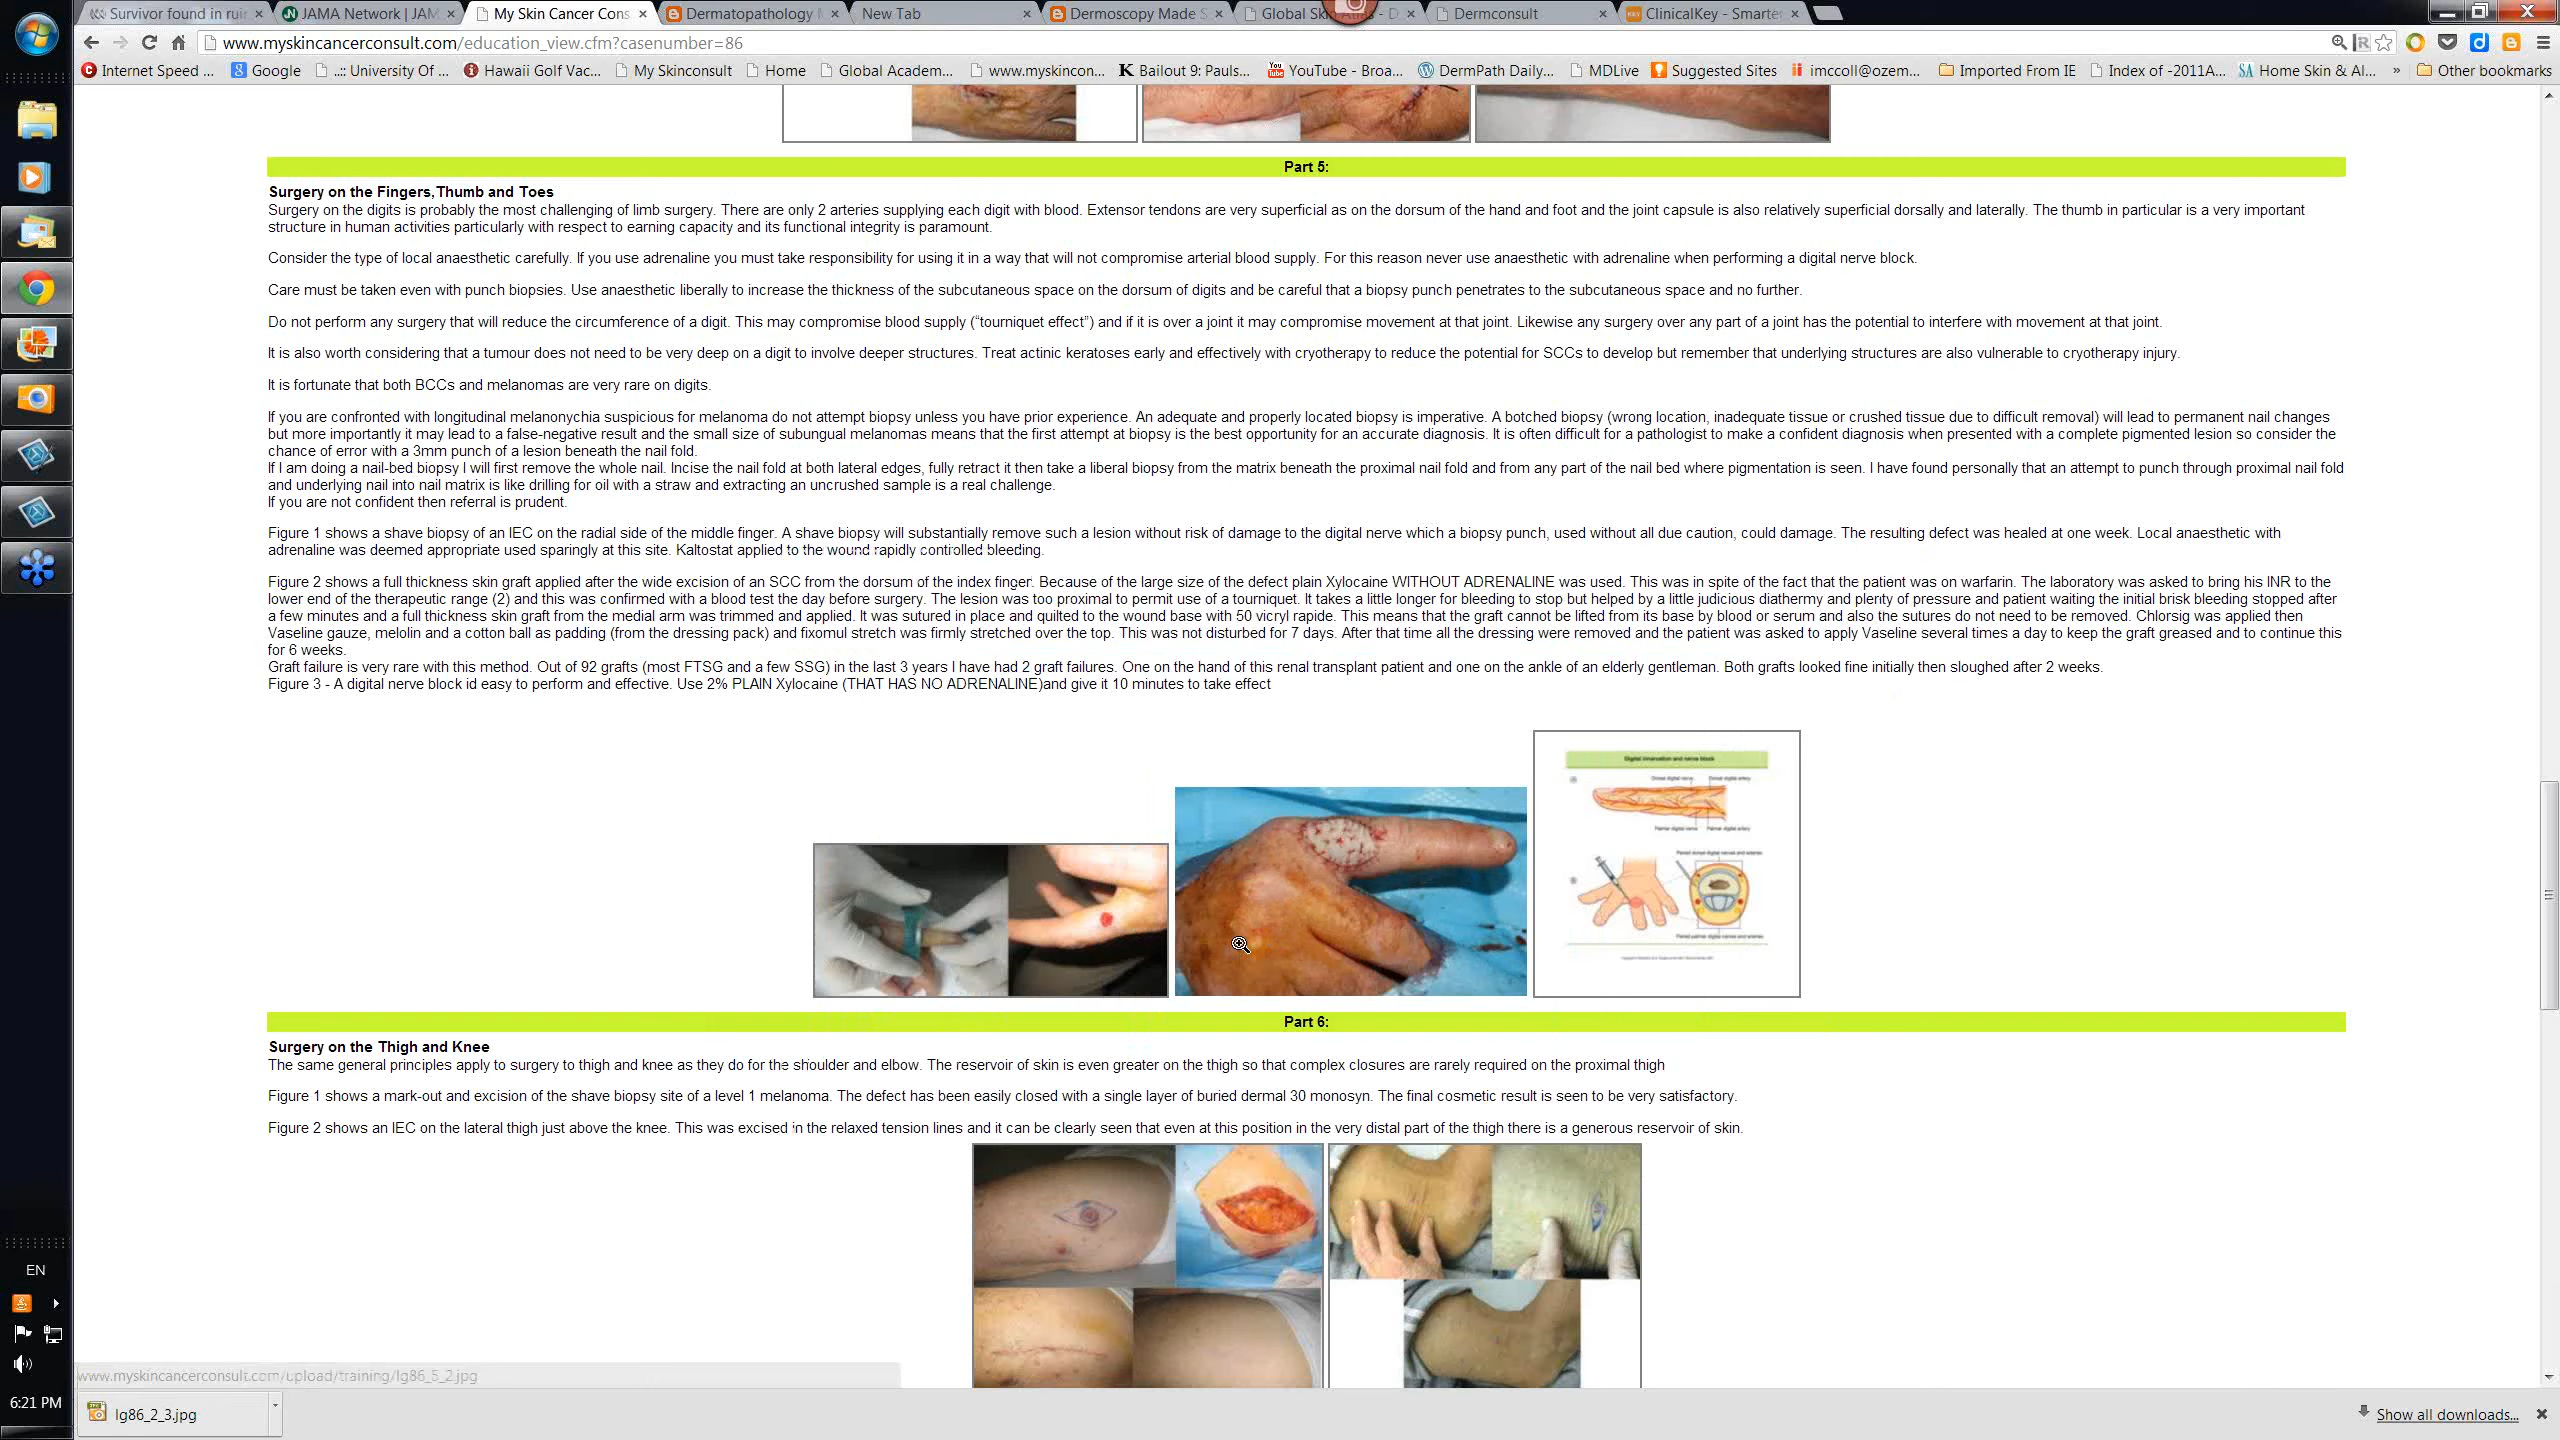 Survivor found in rui
JAMA Network | JAM
My Skin Cancer Cons
Dermatopathology
New Tab
Dermoscopy Made S
Global Skin Atlas - D
Dermconsult
ClinicalKey - Smarter
www.myskincancerconsult.com/education_view.cfm?casenumber=86
Internet Speed ...
Google
..:: University Of ...
Hawaii Golf Vac...
My Skinconsult
Home
Global Academ...
www.myskincon...
Bailout 9: Pauls...
YouTube - Broa...
DermPath Daily...
MDLive
Suggested Sites
imccoll@ozem...
Imported From IE
Index of -2011A...
Home Skin & Al...
»
Other bookmarks
Part 5:
Surgery on the Fingers,Thumb and Toes
Surgery on the digits is probably the most challenging of limb surgery. There are only 2 arteries supplying each digit with blood. Extensor tendons are very superficial as on the dorsum of the hand and foot and the joint capsule is also relatively superficial dorsally and laterally. The thumb in particular is a very important
structure in human activities particularly with respect to earning capacity and its functional integrity is paramount.
Consider the type of local anaesthetic carefully. If you use adrenaline you must take responsibility for using it in a way that will not compromise arterial blood supply. For this reason never use anaesthetic with adrenaline when performing a digital nerve block.
Care must be taken even with punch biopsies. Use anaesthetic liberally to increase the thickness of the subcutaneous space on the dorsum of digits and be careful that a biopsy punch penetrates to the subcutaneous space and no further.
Do not perform any surgery that will reduce the circumference of a digit. This may compromise blood supply (“tourniquet effect”) and if it is over a joint it may compromise movement at that joint. Likewise any surgery over any part of a joint has the potential to interfere with movement at that joint.
It is also worth considering that a tumour does not need to be very deep on a digit to involve deeper structures. Treat actinic keratoses early and effectively with cryotherapy to reduce the potential for SCCs to develop but remember that underlying structures are also vulnerable to cryotherapy injury.
It is fortunate that both BCCs and melanomas are very rare on digits.
If you are confronted with longitudinal melanonychia suspicious for melanoma do not attempt biopsy unless you have prior experience. An adequate and properly located biopsy is imperative. A botched biopsy (wrong location, inadequate tissue or crushed tissue due to difficult removal) will lead to permanent nail changes
but more importantly it may lead to a false-negative result and the small size of subungual melanomas means that the first attempt at biopsy is the best opportunity for an accurate diagnosis. It is often difficult for a pathologist to make a confident diagnosis when presented with a complete pigmented lesion so consider the
chance of error with a 3mm punch of a lesion beneath the nail fold.
If I am doing a nail-bed biopsy I will first remove the whole nail. Incise the nail fold at both lateral edges, fully retract it then take a liberal biopsy from the matrix beneath the proximal nail fold and from any part of the nail bed where pigmentation is seen. I have found personally that an attempt to punch through proximal nail fold
and underlying nail into nail matrix is like drilling for oil with a straw and extracting an uncrushed sample is a real challenge.
If you are not confident then referral is prudent.
Figure 1 shows a shave biopsy of an IEC on the radial side of the middle finger. A shave biopsy will substantially remove such a lesion without risk of damage to the digital nerve which a biopsy punch, used without all due caution, could damage. The resulting defect was healed at one week. Local anaesthetic with
adrenaline was deemed appropriate used sparingly at this site. Kaltostat applied to the wound rapidly controlled bleeding.
Figure 2 shows a full thickness skin graft applied after the wide excision of an SCC from the dorsum of the index finger. Because of the large size of the defect plain Xylocaine WITHOUT ADRENALINE was used. This was in spite of the fact that the patient was on warfarin. The laboratory was asked to bring his INR to the
lower end of the therapeutic range (2) and this was confirmed with a blood test the day before surgery. The lesion was too proximal to permit use of a tourniquet. It takes a little longer for bleeding to stop but helped by a little judicious diathermy and plenty of pressure and patient waiting the initial brisk bleeding stopped after
a few minutes and a full thickness skin graft from the medial arm was trimmed and applied. It was sutured in place and quilted to the wound base with 50 vicryl rapide. This means that the graft cannot be lifted from its base by blood or serum and also the sutures do not need to be removed. Chlorsig was applied then
Vaseline gauze, melolin and a cotton ball as padding (from the dressing pack) and fixomul stretch was firmly stretched over the top. This was not disturbed for 7 days. After that time all the dressing were removed and the patient was asked to apply Vaseline several times a day to keep the graft greased and to continue this
for 6 weeks.
Graft failure is very rare with this method. Out of 92 grafts (most FTSG and a few SSG) in the last 3 years I have had 2 graft failures. One on the hand of this renal transplant patient and one on the ankle of an elderly gentleman. Both grafts looked fine initially then sloughed after 2 weeks.
Figure 3 - A digital nerve block id easy to perform and effective. Use 2% PLAIN Xylocaine (THAT HAS NO ADRENALINE)and give it 10 minutes to take effect
Digital innervation and nerve block
Dorsal digital nerve
Dorsal digital artery
Palmar digital nerve
Palmar digital artery
Paired dorsal digital nerves and arteries
Paired palmar digital nerves and arteries
Part 6:
Surgery on the Thigh and Knee
The same general principles apply to surgery to thigh and knee as they do for the shoulder and elbow. The reservoir of skin is even greater on the thigh so that complex closures are rarely required on the proximal thigh
Figure 1 shows a mark-out and excision of the shave biopsy site of a level 1 melanoma. The defect has been easily closed with a single layer of buried dermal 30 monosyn. The final cosmetic result is seen to be very satisfactory.
Figure 2 shows an IEC on the lateral thigh just above the knee. This was excised in the relaxed tension lines and it can be clearly seen that even at this position in the very distal part of the thigh there is a generous reservoir of skin.
EN
www.myskincancerconsult.com/upload/training/lg86_5_2.jpg
6:21 PM
lg86_2_3.jpg
Show all downloads...